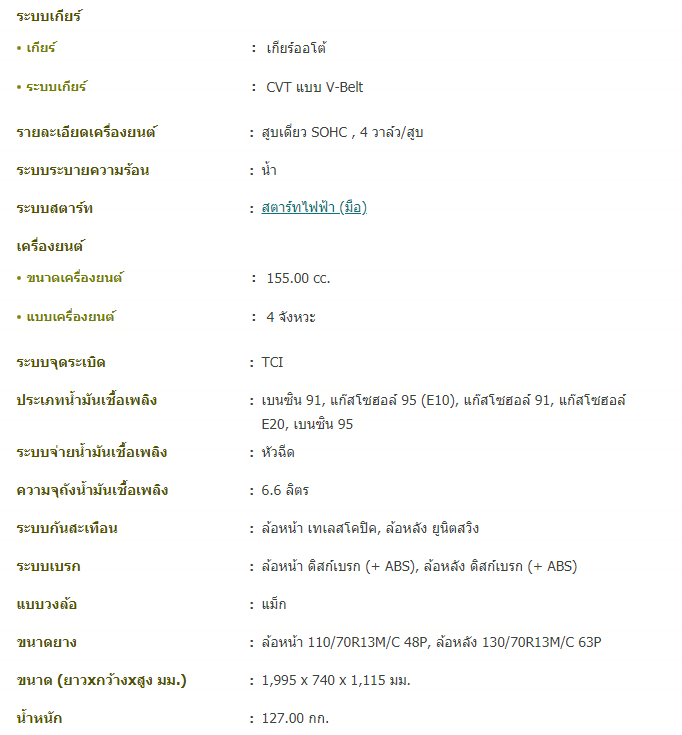 ระบบเกียร์
• เกียร์ : เกียร์ออโต้
• ระบบเกียร์ : CVT แบบ V-Belt
รายละเอียดเครื่องยนต์ : สูบเดี่ยว SOHC , 4 วาล์ว/สูบ
ระบบระบายความร้อน : น้ำ
ระบบสตาร์ท : สตาร์ทไฟฟ้า (มือ)
เครื่องยนต์
• ขนาดเครื่องยนต์ : 155.00 cc.
• แบบเครื่องยนต์ : 4 จังหวะ
ระบบจุดระเบิด : TCI
ประเภทน้ำมันเชื้อเพลิง : เบนซิน 91, แก๊สโซฮอล์ 95 (E10), แก๊สโซฮอล์ 91, แก๊สโซฮอล์
E20, เบนซิน 95
ระบบจ่ายน้ำมันเชื้อเพลิง : หัวฉีด
ความจุถังน้ำมันเชื้อเพลิง : 6.6 ลิตร
ระบบกันสะเทือน : ล้อหน้า เทเลสโคปิค, ล้อหลัง ยูนิตสวิง
ระบบเบรก : ล้อหน้า ดิสก์เบรก (+ ABS), ล้อหลัง ดิสก์เบรก (+ ABS)
แบบวงล้อ : แม็ก
ขนาดยาง : ล้อหน้า 110/70R13M/C 48P, ล้อหลัง 130/70R13M/C 63P
ขนาด (ยาวxกว้างxสูง มม.) : 1,995 x 740 x 1,115 มม.
น้ำหนัก : 127.00 กก.